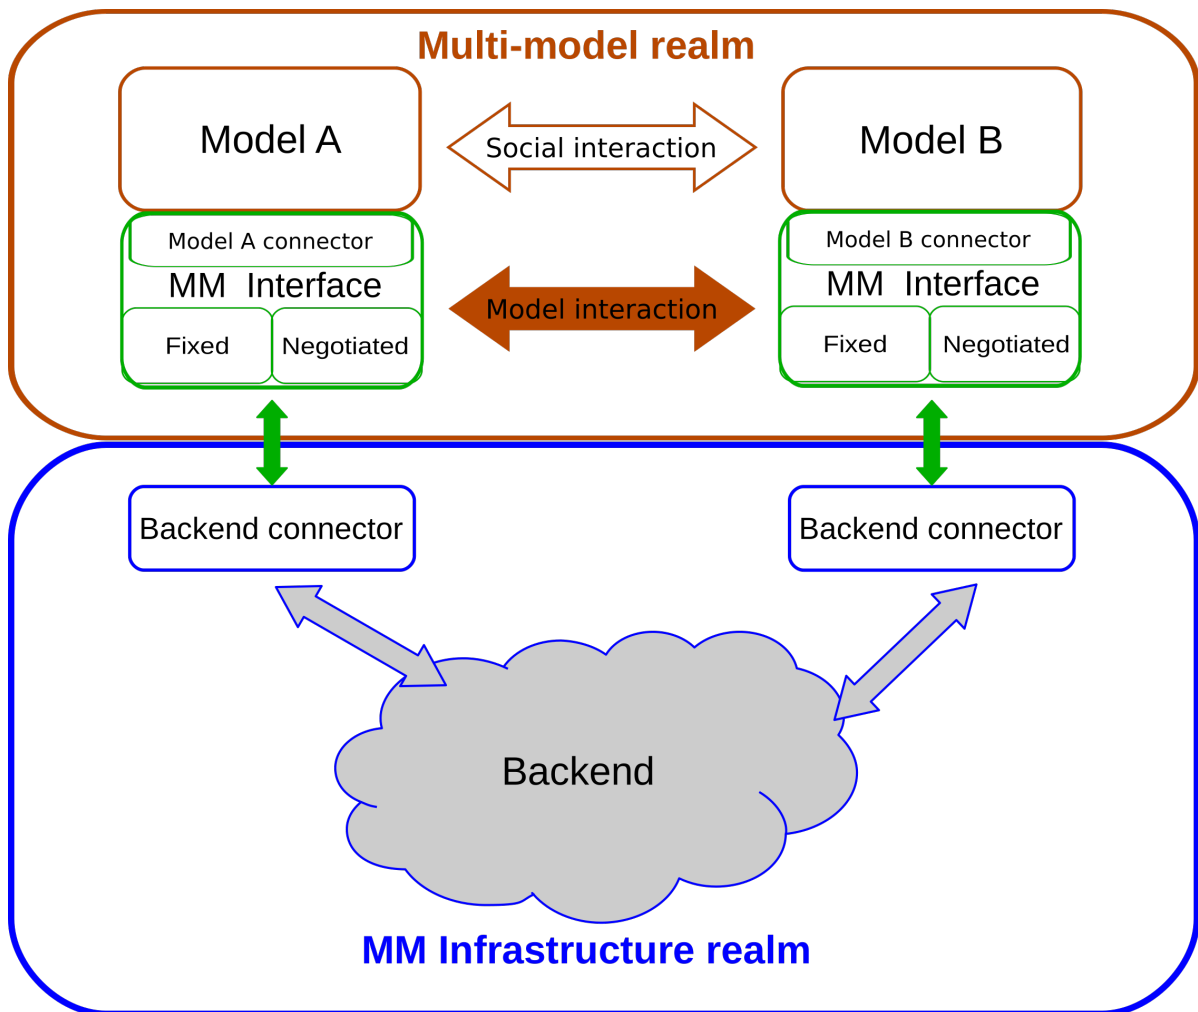 Multi-model realm
Model A
Social interaction
Model B
Model A connector
Model B connector
MM Interface
MM Interface
Model interaction
Fixed
Negotiated
Fixed
Negotiated
Backend connector
Backend connector
Backend
MM Infrastructure realm